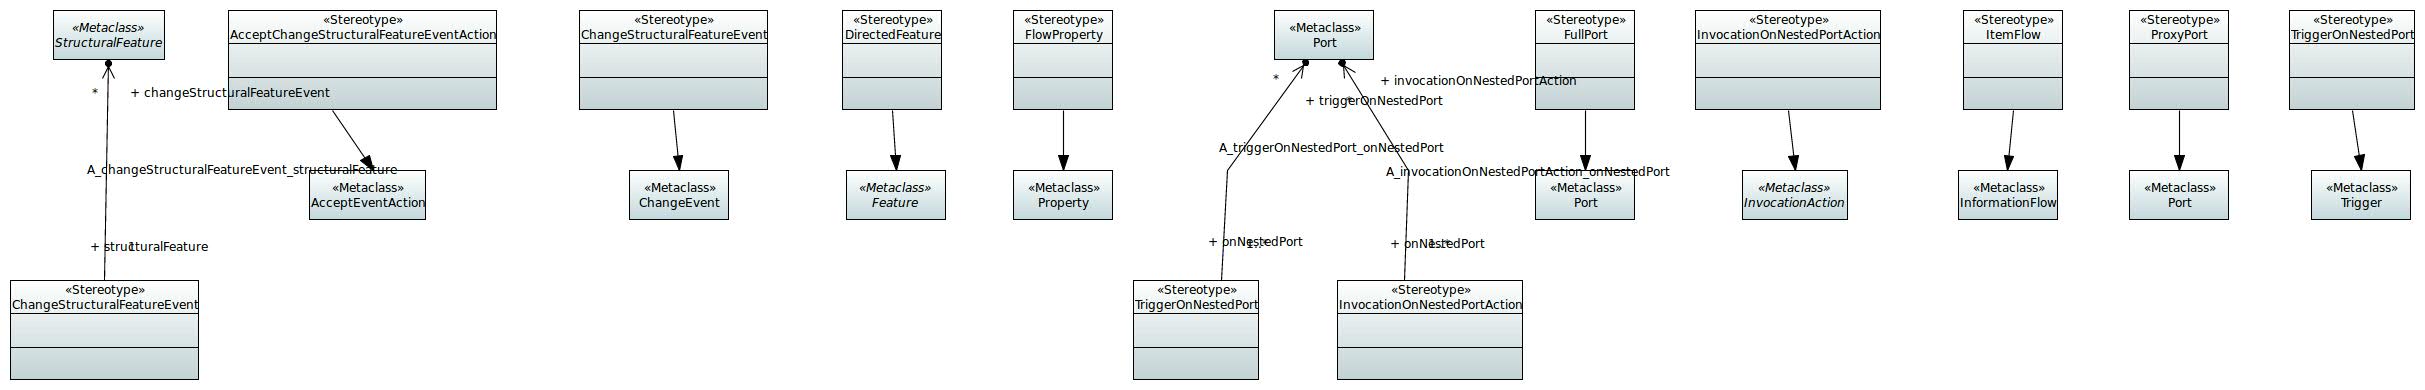 «Metaclass»
StructuralFeature
«Stereotype»
AcceptChangeStructuralFeatureEventAction
«Stereotype»
ChangeStructuralFeatureEvent
«Stereotype»
DirectedFeature
«Stereotype»
FlowProperty
«Metaclass»
Port
«Stereotype»
FullPort
«Stereotype»
InvocationOnNestedPortAction
«Stereotype»
ItemFlow
«Stereotype»
ProxyPort
«Stereotype»
TriggerOnNestedPort
*
+ changeStructuralFeatureEvent
*
+ triggerOnNestedPort
*
+ invocationOnNestedPortAction
A_changeStructuralFeatureEvent_structuralFeature
A_triggerOnNestedPort_onNestedPort
A_invocationOnNestedPortAction_onNestedPort
«Metaclass»
AcceptEventAction
«Metaclass»
ChangeEvent
«Metaclass»
Feature
«Metaclass»
Property
«Metaclass»
Port
«Metaclass»
InvocationAction
«Metaclass»
InformationFlow
«Metaclass»
Port
«Metaclass»
Trigger
+ structuralFeature
1
+ onNestedPort
1..*
+ onNestedPort
1..*
«Stereotype»
ChangeStructuralFeatureEvent
«Stereotype»
TriggerOnNestedPort
«Stereotype»
InvocationOnNestedPortAction